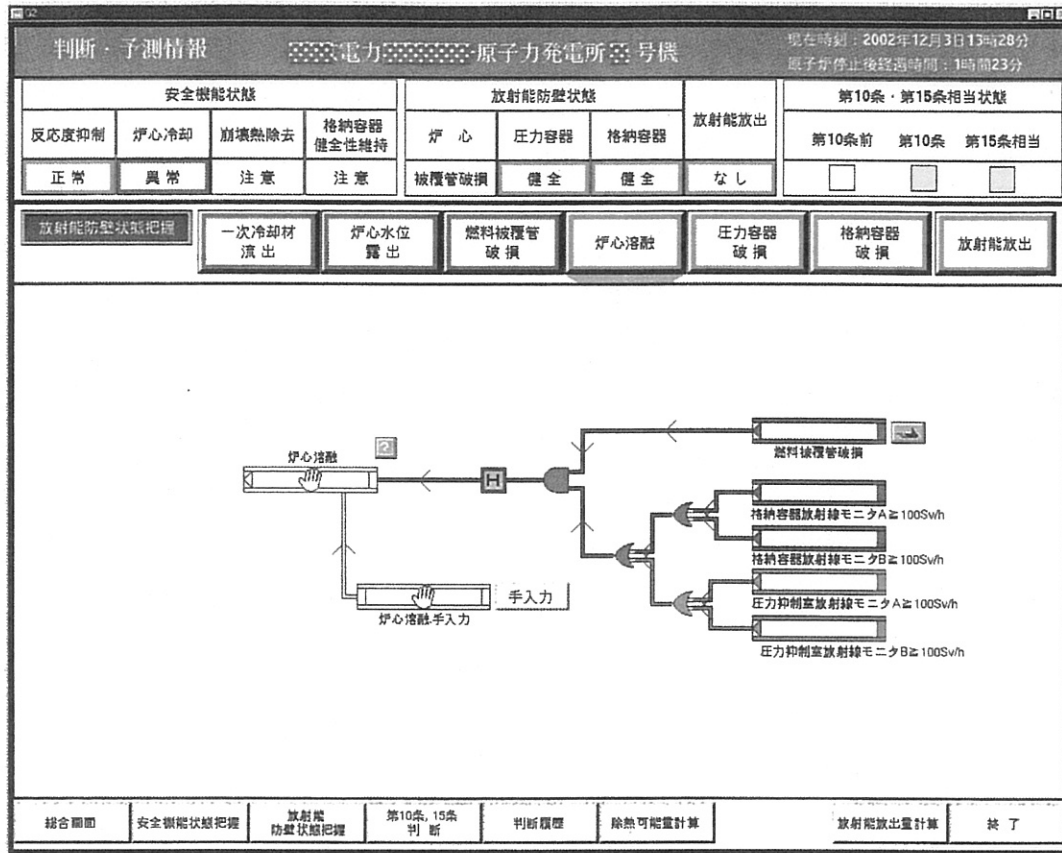 判断・予測情報
電力 原子力発電所 号機
現在時刻：2002年12月3日13時28分
原子炉停止後経過時間：1時間23分
安全機能状態
放射能防壁状態
放射能放出
第10条・第15条相当状態
反応度抑制 炉心冷却 崩壊熱除去 格納容器
健全性維持
炉心 圧力容器 格納容器
第10条前 第10条 第15条相当
正常 異常 注意 注意
被覆管破損 健全 健全 なし
放射能防壁状態把握
一次冷却材
流出
炉心水位
露出
燃料被覆管
破損
炉心溶融
圧力容器
破損
格納容器
破損
放射能放出
炉心溶融
?
H
燃料被覆管破損
格納容器放射線モニタA≧100Sv/h
格納容器放射線モニタB≧100Sv/h
圧力抑制室放射線モニタA≧100Sv/h
圧力抑制室放射線モニタB≧100Sv/h
手入力
炉心溶融-手入力
総合画面
安全機能状態把握
放射能
防壁状態把握
第10条,15条
判断
判断履歴
除熱可能量計算
放射能放出量計算
終了